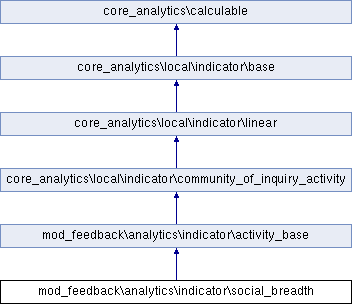 core_analytics\calculable
core_analytics\local\indicator\base
core_analytics\local\indicator\linear
core_analytics\local\indicator\community_of_inquiry_activity
mod_feedback\analytics\indicator\activity_base
mod_feedback\analytics\indicator\social_breadth